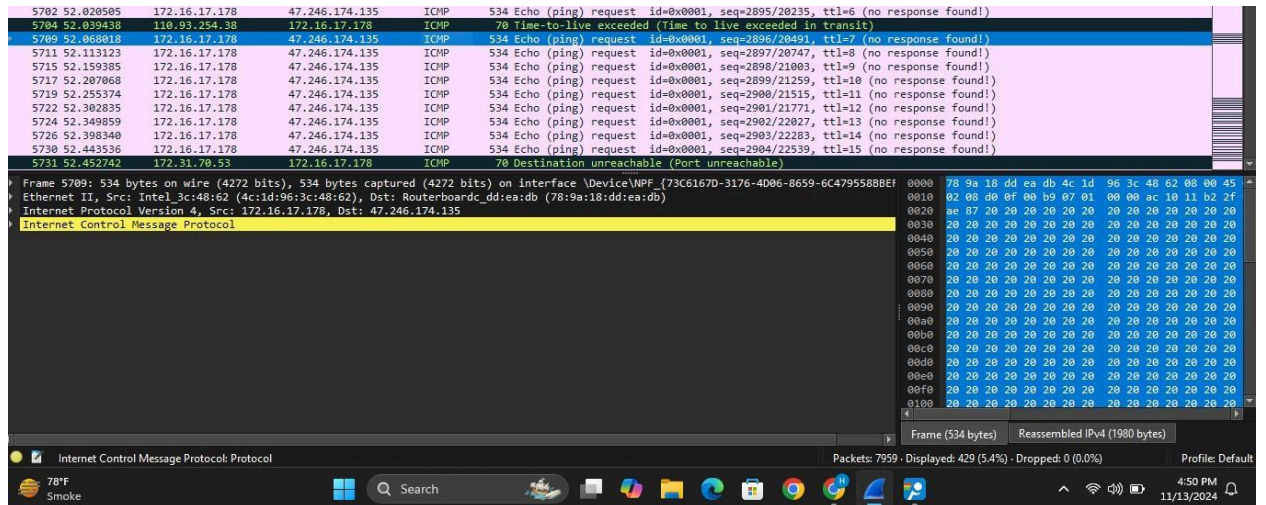 5702 52.020505 172.16.17.178 47.246.174.135 ICMP 534 Echo (ping) request id=0x0001, seq=2895/20235, ttl=6 (no response found!)
5704 52.039438 110.93.254.38 172.16.17.178 ICMP 70 Time-to-live exceeded (Time to live exceeded in transit)
5709 52.068018 172.16.17.178 47.246.174.135 ICMP 534 Echo (ping) request id=0x0001, seq=2896/20491, ttl=7 (no response found!)
5711 52.113123 172.16.17.178 47.246.174.135 ICMP 534 Echo (ping) request id=0x0001, seq=2897/20747, ttl=8 (no response found!)
5715 52.159385 172.16.17.178 47.246.174.135 ICMP 534 Echo (ping) request id=0x0001, seq=2898/21003, ttl=9 (no response found!)
5717 52.207068 172.16.17.178 47.246.174.135 ICMP 534 Echo (ping) request id=0x0001, seq=2899/21259, ttl=10 (no response found!)
5719 52.255374 172.16.17.178 47.246.174.135 ICMP 534 Echo (ping) request id=0x0001, seq=2900/21515, ttl=11 (no response found!)
5722 52.302835 172.16.17.178 47.246.174.135 ICMP 534 Echo (ping) request id=0x0001, seq=2901/21771, ttl=12 (no response found!)
5724 52.349859 172.16.17.178 47.246.174.135 ICMP 534 Echo (ping) request id=0x0001, seq=2902/22027, ttl=13 (no response found!)
5726 52.398340 172.16.17.178 47.246.174.135 ICMP 534 Echo (ping) request id=0x0001, seq=2903/22283, ttl=14 (no response found!)
5730 52.443536 172.16.17.178 47.246.174.135 ICMP 534 Echo (ping) request id=0x0001, seq=2904/22539, ttl=15 (no response found!)
5731 52.452742 172.31.70.53 172.16.17.178 ICMP 70 Destination unreachable (Port unreachable)
Frame 5709: 534 bytes on wire (4272 bits), 534 bytes captured (4272 bits) on interface \Device\NPF_{73C6167D-3176-4D06-8659-6C479558BBEF
Ethernet II, Src: Intel_3c:48:62 (4c:1d:96:3c:48:62), Dst: Routerboardc_dd:ea:db (78:9a:18:dd:ea:db)
Internet Protocol Version 4, Src: 172.16.17.178, Dst: 47.246.174.135
Internet Control Message Protocol
0000 78 9a 18 dd ea db 4c 1d 96 3c 48 62 08 00 45
0010 02 08 d0 0f 00 b9 07 01 00 00 ac 10 11 b2 2f
0020 ae 87 20 20 20 20 20 20 20 20 20 20 20 20 20
0030 20 20 20 20 20 20 20 20 20 20 20 20 20 20 20
0040 20 20 20 20 20 20 20 20 20 20 20 20 20 20 20
0050 20 20 20 20 20 20 20 20 20 20 20 20 20 20 20
0060 20 20 20 20 20 20 20 20 20 20 20 20 20 20 20
0070 20 20 20 20 20 20 20 20 20 20 20 20 20 20 20
0080 20 20 20 20 20 20 20 20 20 20 20 20 20 20 20
0090 20 20 20 20 20 20 20 20 20 20 20 20 20 20 20
00a0 20 20 20 20 20 20 20 20 20 20 20 20 20 20 20
00b0 20 20 20 20 20 20 20 20 20 20 20 20 20 20 20
00c0 20 20 20 20 20 20 20 20 20 20 20 20 20 20 20
00d0 20 20 20 20 20 20 20 20 20 20 20 20 20 20 20
00e0 20 20 20 20 20 20 20 20 20 20 20 20 20 20 20
00f0 20 20 20 20 20 20 20 20 20 20 20 20 20 20 20
0100 20 20 20 20 20 20 20 20 20 20 20 20 20 20 20
Frame (534 bytes) Reassembled IPv4 (1980 bytes)
Internet Control Message Protocol: Protocol Packets: 7959 · Displayed: 429 (5.4%) · Dropped: 0 (0.0%) Profile: Default
78°F
Smoke
Search
4:50 PM
11/13/2024